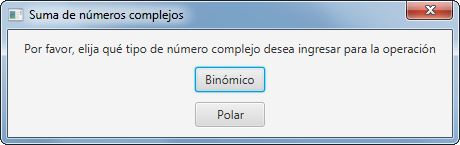 Suma de números complejos
Por favor, elija qué tipo de número complejo desea ingresar para la operación
Binómico
Polar